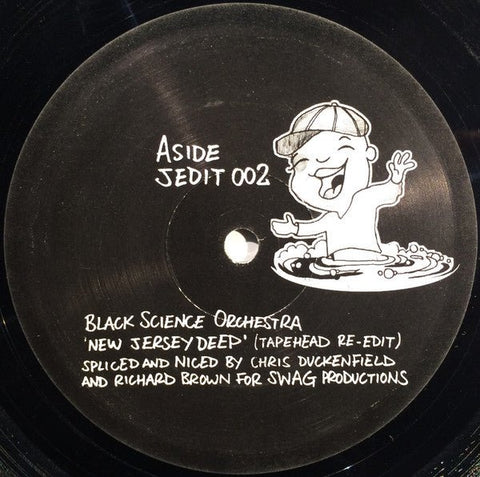 ASIDE
JEDIT 002
BLACK SCIENCE ORCHESTRA
'NEW JERSEY DEEP' (TAPEHEAD RE-EDIT)
SPLICED AND NICED BY CHRIS DUCKENFIELD
AND RICHARD BROWN FOR SWAG PRODUCTIONS